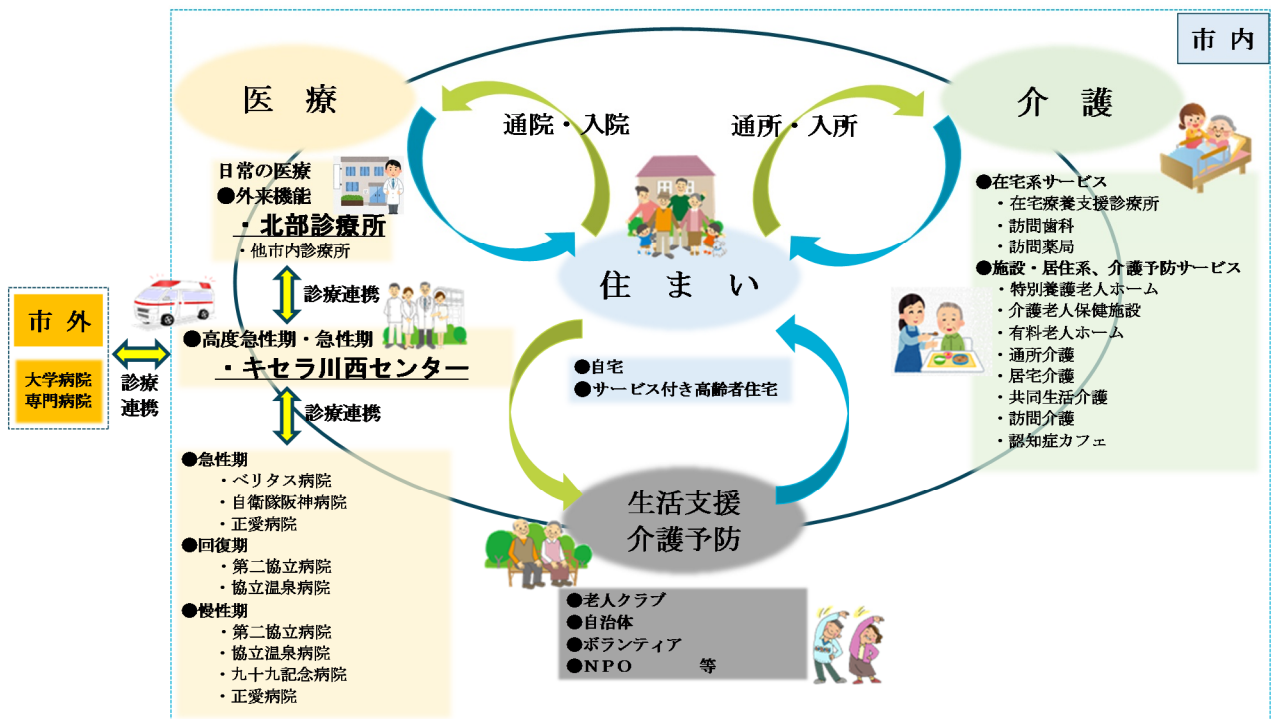 市 内
医 療
介 護
通院・入院
通所・入所
日常の医療
●外来機能
・北部診療所
・他市内診療所
診療連携
●高度急性期・急性期
・キセラ川西センター
診療連携
市 外
大学病院
専門病院
診療
連携
●急性期
・ベリタス病院
・自衛隊阪神病院
・正愛病院
●回復期
・第二協立病院
・協立温泉病院
●慢性期
・第二協立病院
・協立温泉病院
・九十九記念病院
・正愛病院
住 ま い
●自宅
●サービス付き高齢者住宅
生活支援
介護予防
●老人クラブ
●自治体
●ボランティア
●NPO 等
●在宅系サービス
・在宅療養支援診療所
・訪問歯科
・訪問薬局
●施設・居住系、介護予防サービス
・特別養護老人ホーム
・介護老人保健施設
・有料老人ホーム
・通所介護
・居宅介護
・共同生活介護
・訪問介護
・認知症カフェ